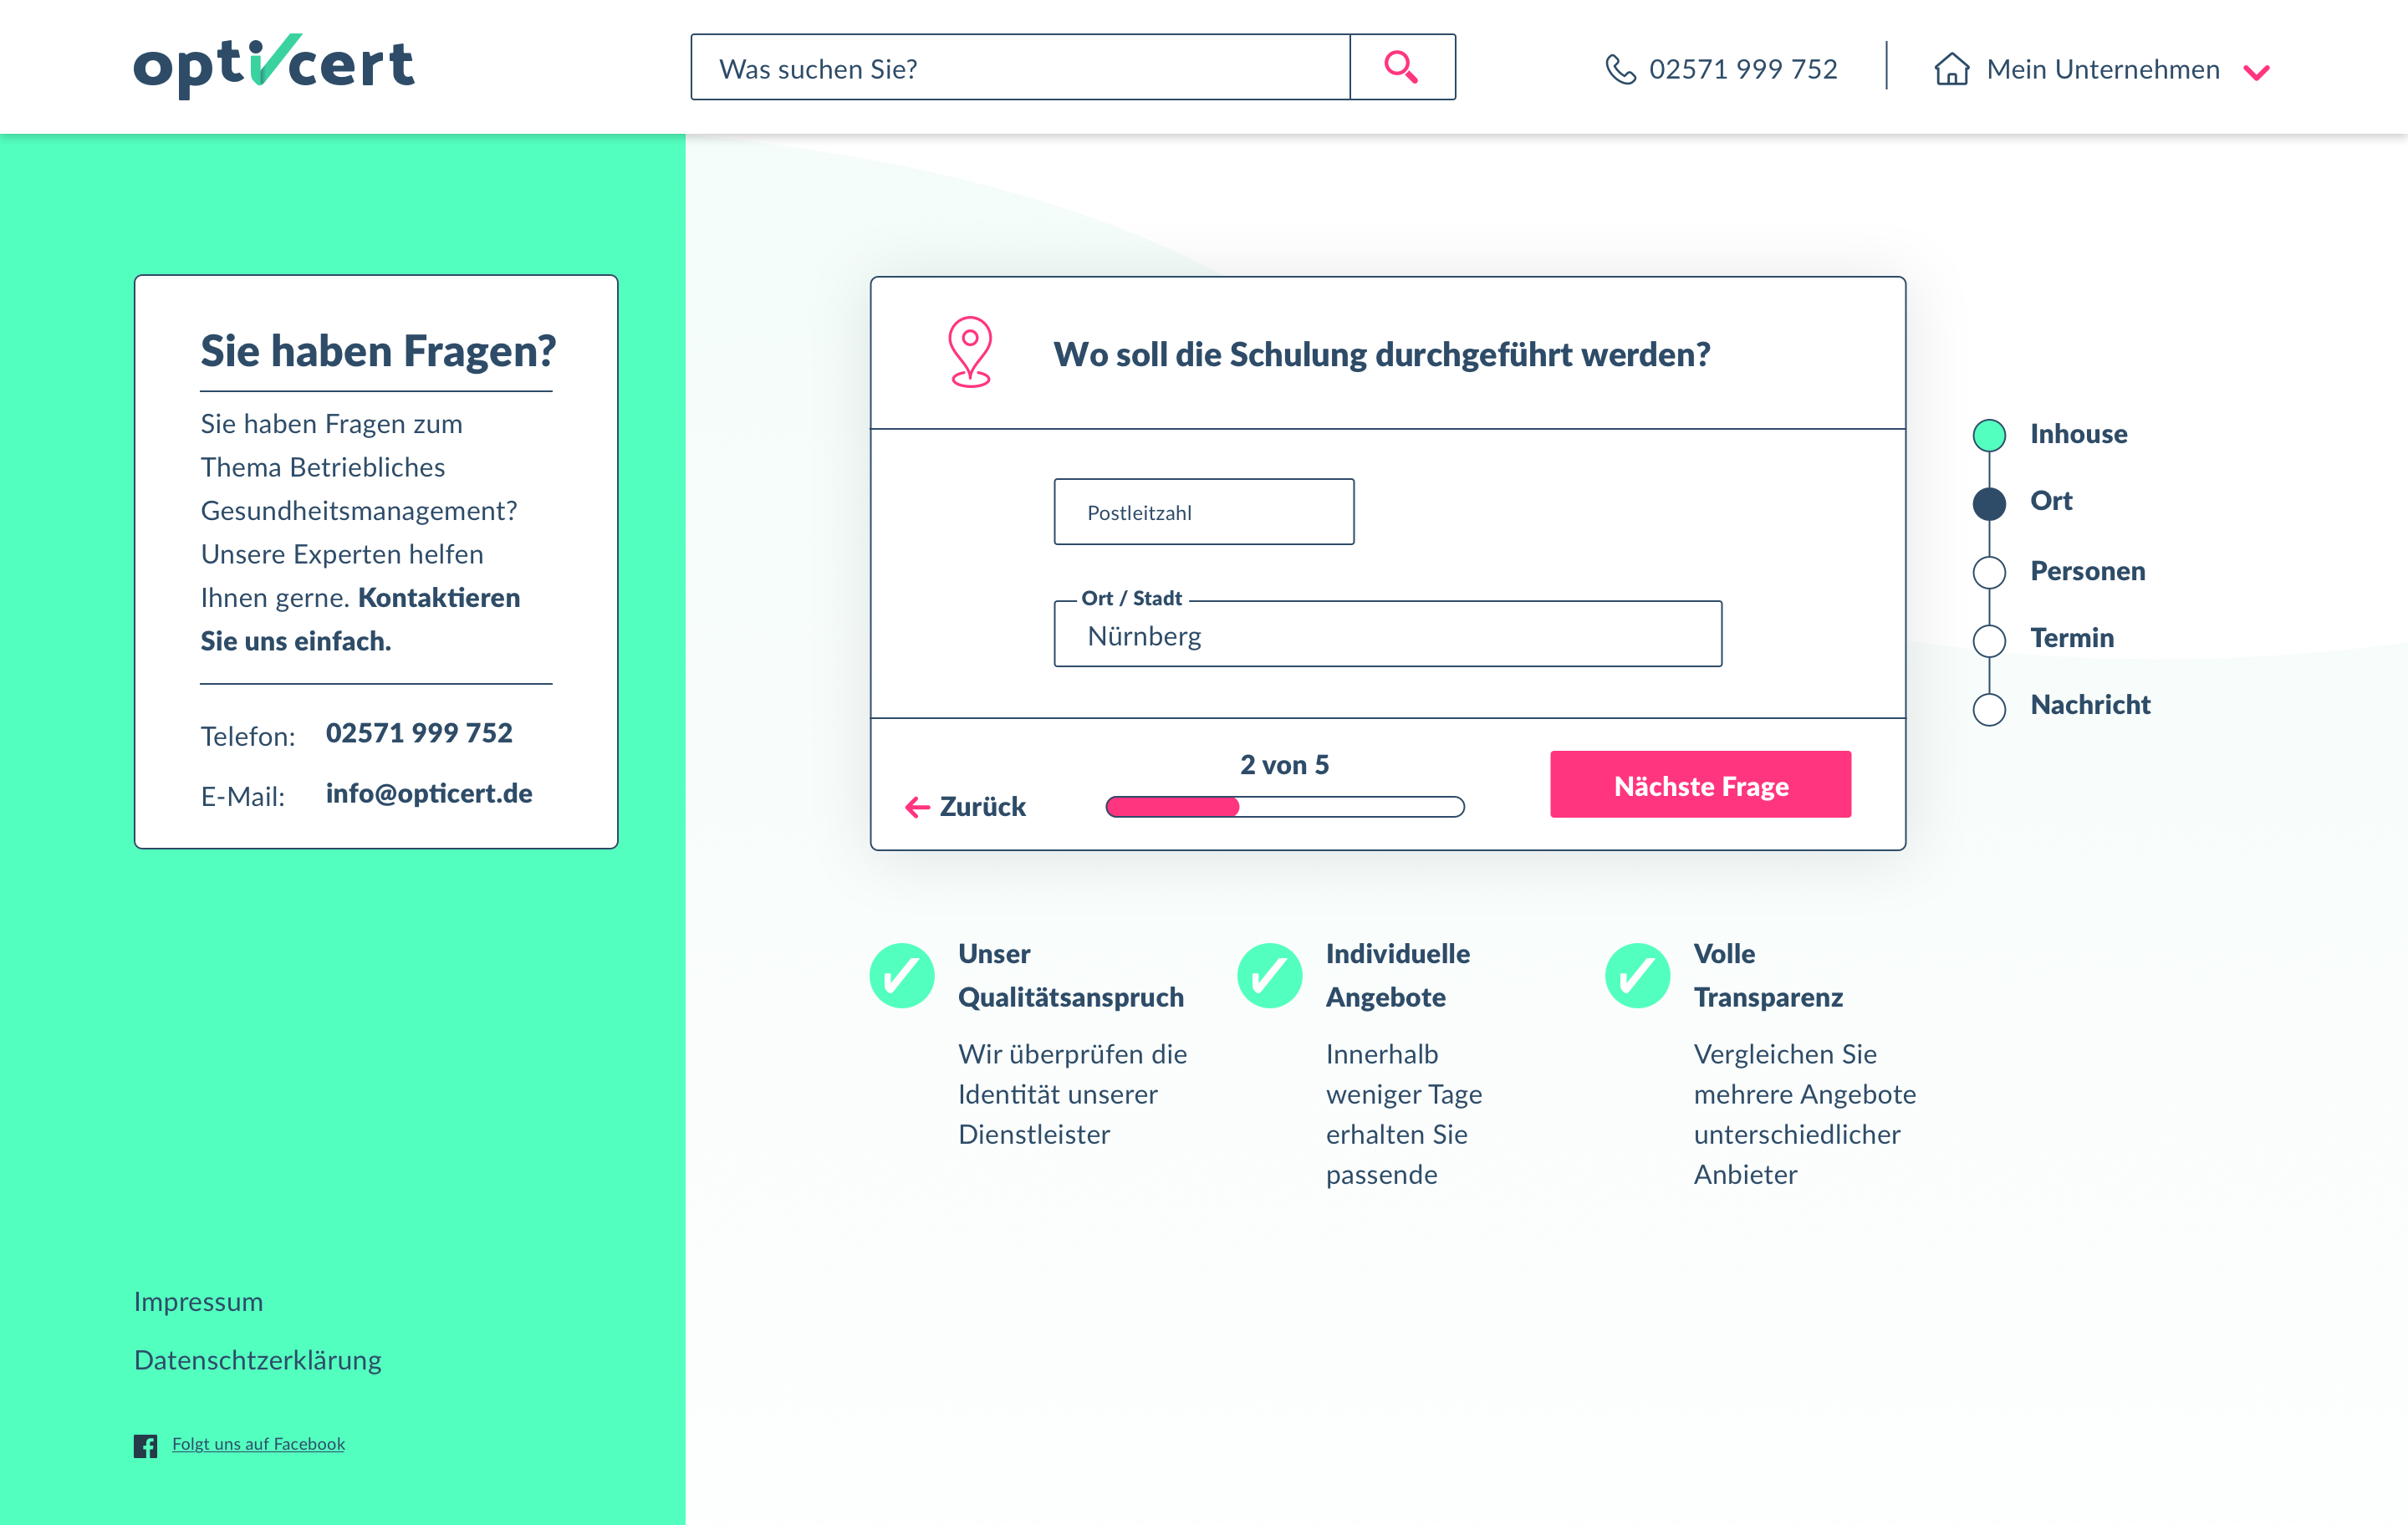 opticert
Was suchen Sie?
02571 999 752
Mein Unternehmen
Sie haben Fragen?
Sie haben Fragen zum
Thema Betriebliches
Gesundheitsmanagement?
Unsere Experten helfen
Ihnen gerne. Kontaktieren
Sie uns einfach.
Telefon: 02571 999 752
E-Mail: info@opticert.de
Wo soll die Schulung durchgeführt werden?
Postleitzahl
Ort / Stadt
Nürnberg
2 von 5
Zurück
Nächste Frage
Inhouse
Ort
Personen
Termin
Nachricht
Unser
Qualitätsanspruch
Wir überprüfen die
Identität unserer
Dienstleister
Individuelle
Angebote
Innerhalb
weniger Tage
erhalten Sie
passende
Volle
Transparenz
Vergleichen Sie
mehrere Angebote
unterschiedlicher
Anbieter
Impressum
Datenschtzerklärung
Folgt uns auf Facebook